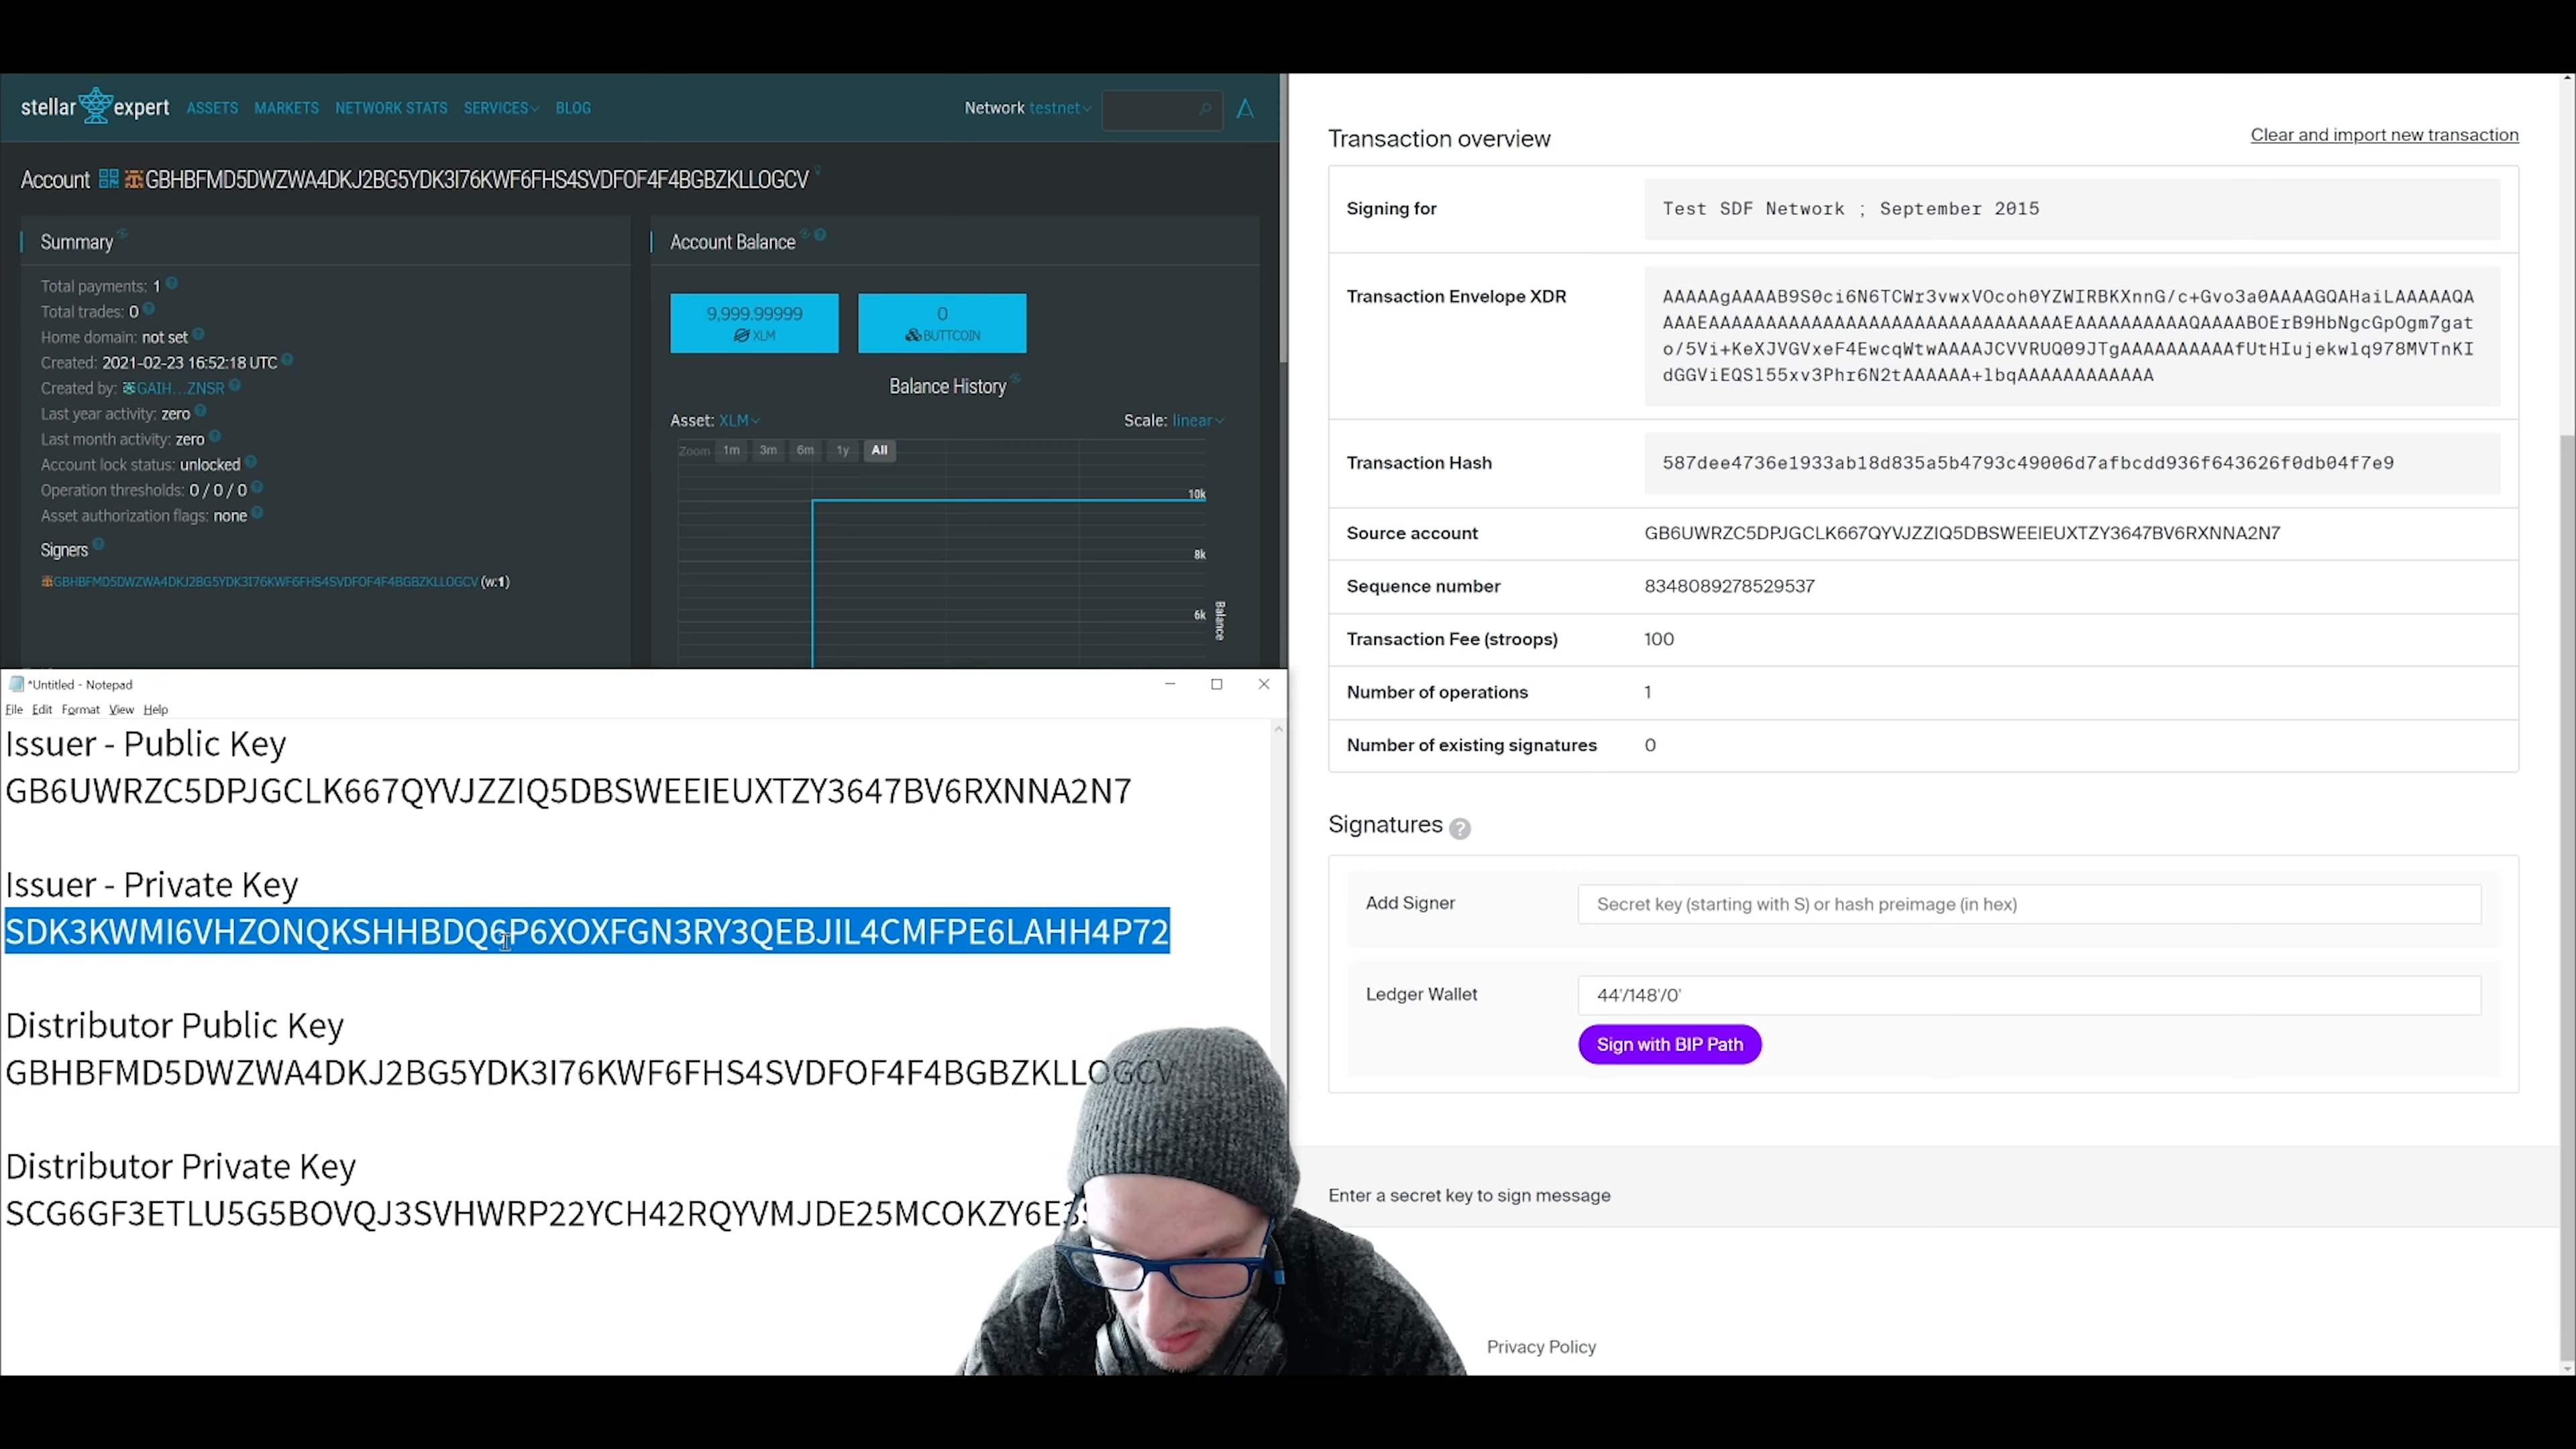 stellar expert ASSETS MARKETS NETWORK STATS SERVICES BLOG Network testnet
Account GBHBFMD5DWZWA4DKJ2BG5YDK3I76KWF6FHS4SVDFOF4F4BGBZKLLOGCV
Summary
Total payments: 1
Total trades: 0
Home domain: not set
Created: 2021-02-23 16:52:18 UTC
Created by: GAIH...ZNSR
Last year activity: zero
Last month activity: zero
Account lock status: unlocked
Operation thresholds: 0 / 0 / 0
Asset authorization flags: none
Signers
GBHBFMD5DWZWA4DKJ2BG5YDK3I76KWF6FHS4SVDFOF4F4BGBZKLLOGCV (w:1)
Account Balance
9,999.99999
XLM
0
BUTTCOIN
Balance History
Asset: XLM
Scale: linear
Zoom 1m 3m 6m 1y All
10k
8k
6k
Balance
*Untitled - Notepad
File Edit Format View Help
Issuer - Public Key
GB6UWRZC5DPJGCLK667QYVJZZIQ5DBSWEEIEUXTZY3647BV6RXNNA2N7
Issuer - Private Key
SDK3KWMI6VHZONQKSHHBDQ6P6XOXFGN3RY3QEBJIL4CMFPE6LAHH4P72
Distributor Public Key
GBHBFMD5DWZWA4DKJ2BG5YDK3I76KWF6FHS4SVDFOF4F4BGBZKLLOGCV
Distributor Private Key
SCG6GF3ETLU5G5BOVQJ3SVHWRP22YCH42RQYVMJDE25MCOKZY6E3
Transaction overview
Clear and import new transaction
Signing for
Test SDF Network ; September 2015
Transaction Envelope XDR
AAAAAgAAAAB9S0ci6N6TCWr3vwxVOcoh0YZWIRBKXnnG/c+Gvo3a0AAAAGQAHaiLAAAAAQA
AAAEAAAAAAAAAAAAAAAAAAAAAAAAAAAAAAAEAAAAAAAAAAQAAAABOErB9HbNgcGpOgm7gat
o/5Vi+KeXJVGVxeF4EwcqWtwAAAAJCVVRUQ09JTgAAAAAAAAAAfUtHIujekwlq978MVTnKI
dGGViEQSl55xv3Phr6N2tAAAAAA+lbqAAAAAAAAAAAA
Transaction Hash
587dee4736e1933ab18d835a5b4793c49006d7afbcdd936f643626f0db04f7e9
Source account
GB6UWRZC5DPJGCLK667QYVJZZIQ5DBSWEEIEUXTZY3647BV6RXNNA2N7
Sequence number
8348089278529537
Transaction Fee (stroops)
100
Number of operations
1
Number of existing signatures
0
Signatures ?
Add Signer
Secret key (starting with S) or hash preimage (in hex)
Ledger Wallet
44'/148'/0'
Sign with BIP Path
Enter a secret key to sign message
Privacy Policy